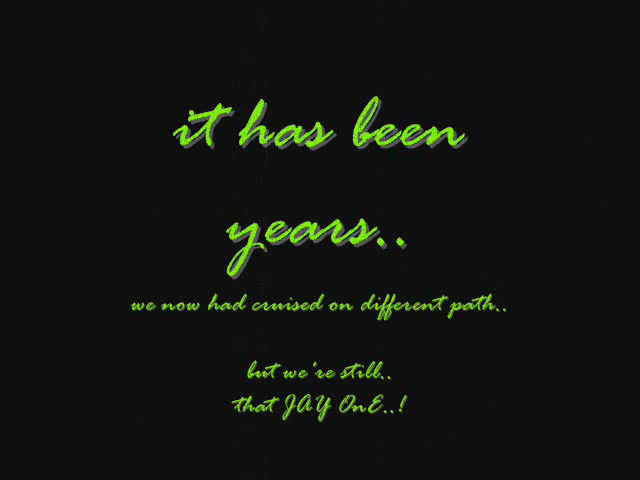 it has been
years..
we now had cruised on different path..
but we're still..
that JAY OnE..!